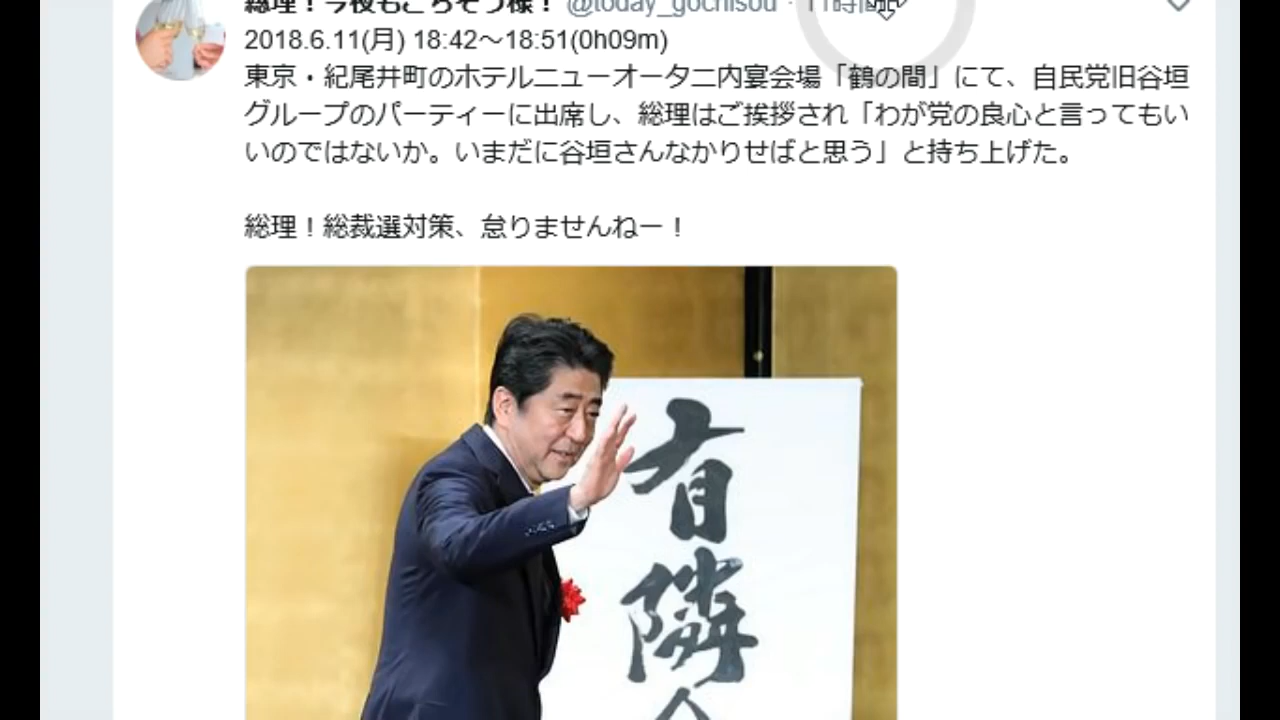 総理！今夜もごちそう様！ @today_gochisou · 11時間
2018.6.11(月) 18:42～18:51(0h09m)
東京・紀尾井町のホテルニューオータニ内宴会場「鶴の間」にて、自民党旧谷垣
グループのパーティーに出席し、総理はご挨拶され「わが党の良心と言ってもい
いのではないか。いまだに谷垣さんなかりせばと思う」と持ち上げた。
総理！総裁選対策、怠りませんねー！
有隣